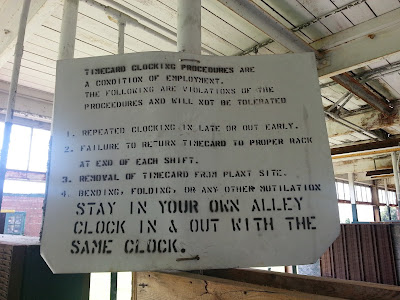 TIMECARD CLOCKING PROCEDURES ARE
A CONDITION OF EMPLOYMENT.
THE FOLLOWING ARE VIOLATIONS OF THE
PROCEDURES AND WILL NOT BE TOLERATED
1. REPEATED CLOCKING IN LATE OR OUT EARLY.
2. FAILURE TO RETURN TIMECARD TO PROPER RACK
AT END OF EACH SHIFT.
3. REMOVAL OF TIMECARD FROM PLANT SITE.
4. BENDING, FOLDING, OR ANY OTHER MUTILATION
STAY IN YOUR OWN ALLEY
CLOCK IN & OUT WITH THE
SAME CLOCK.